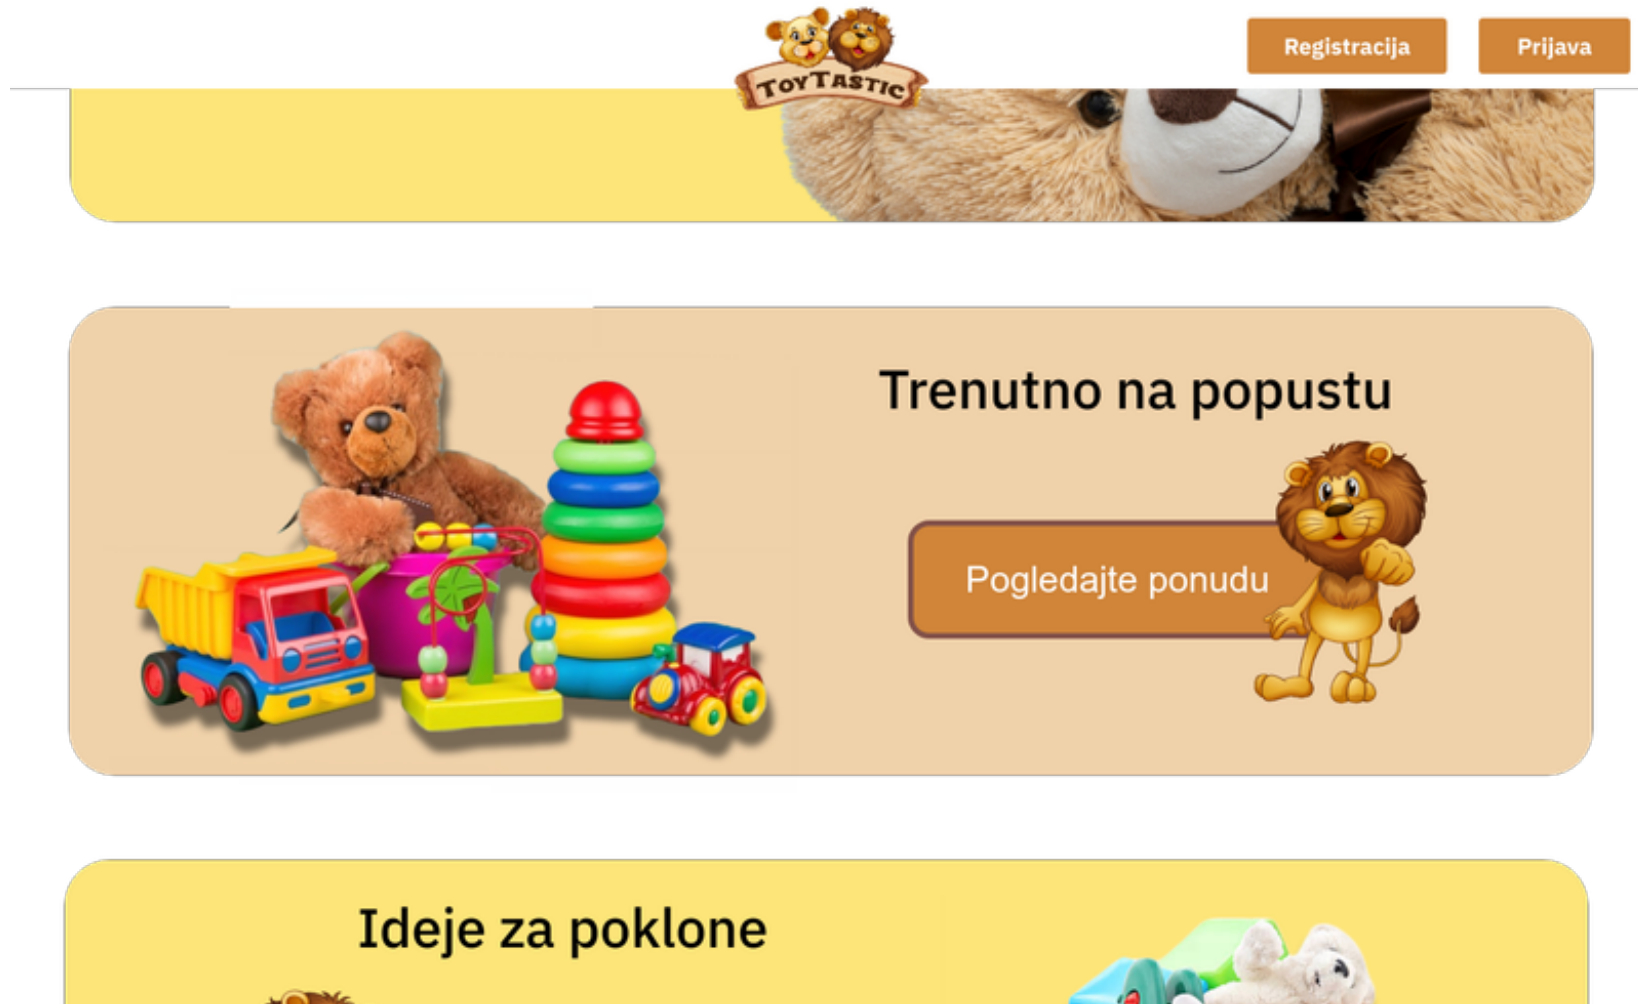 ToyTastic
Registracija
Prijava
Trenutno na popustu
Pogledajte ponudu
Ideje za poklone